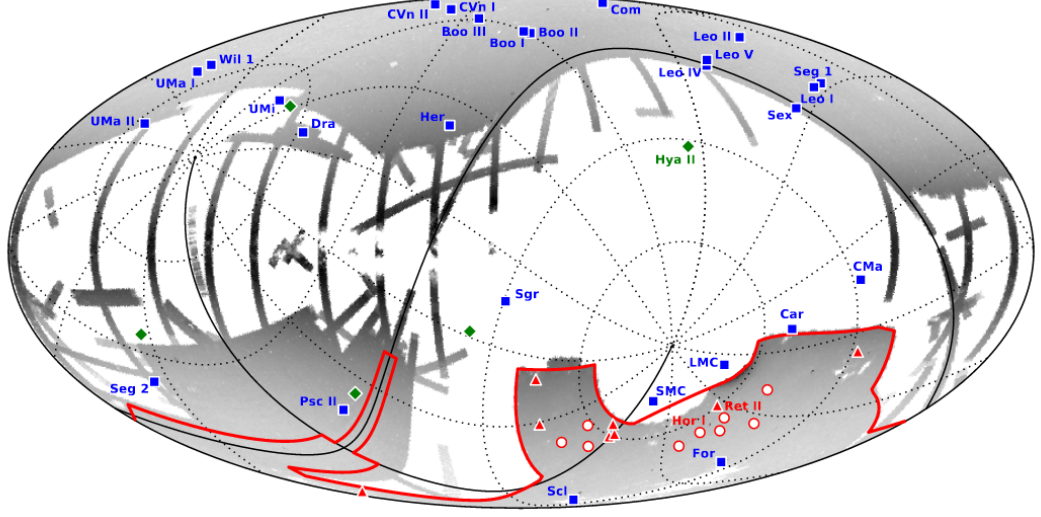 CVn II
CVn I
Com
Boo III
Boo I
Boo II
Leo II
Wil 1
UMa I
Leo V
Leo IV
Seg 1
Leo I
UMi
Sex
UMa II
Dra
Her
Hya II
CMa
Sgr
Car
LMC
Seg 2
SMC
Psc II
Ret II
Hor I
For
Scl